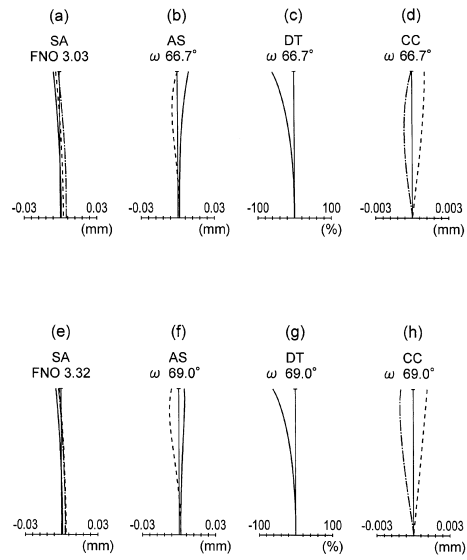 (a) (b) (c) (d)
SA AS DT CC
FNO 3.03 ω 66.7° ω 66.7° ω 66.7°
-0.03 0.03 -0.03 0.03 -100 100 -0.003 0.003
(mm) (mm) (%) (mm)
(e) (f) (g) (h)
SA AS DT CC
FNO 3.32 ω 69.0° ω 69.0° ω 69.0°
-0.03 0.03 -0.03 0.03 -100 100 -0.003 0.003
(mm) (mm) (%) (mm)